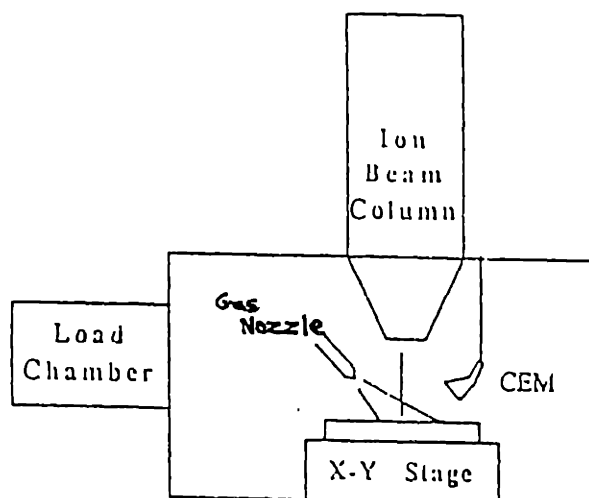 Ion
Beam
Column
Gas
Nozzle
Load
Chamber
CEM
X-Y Stage